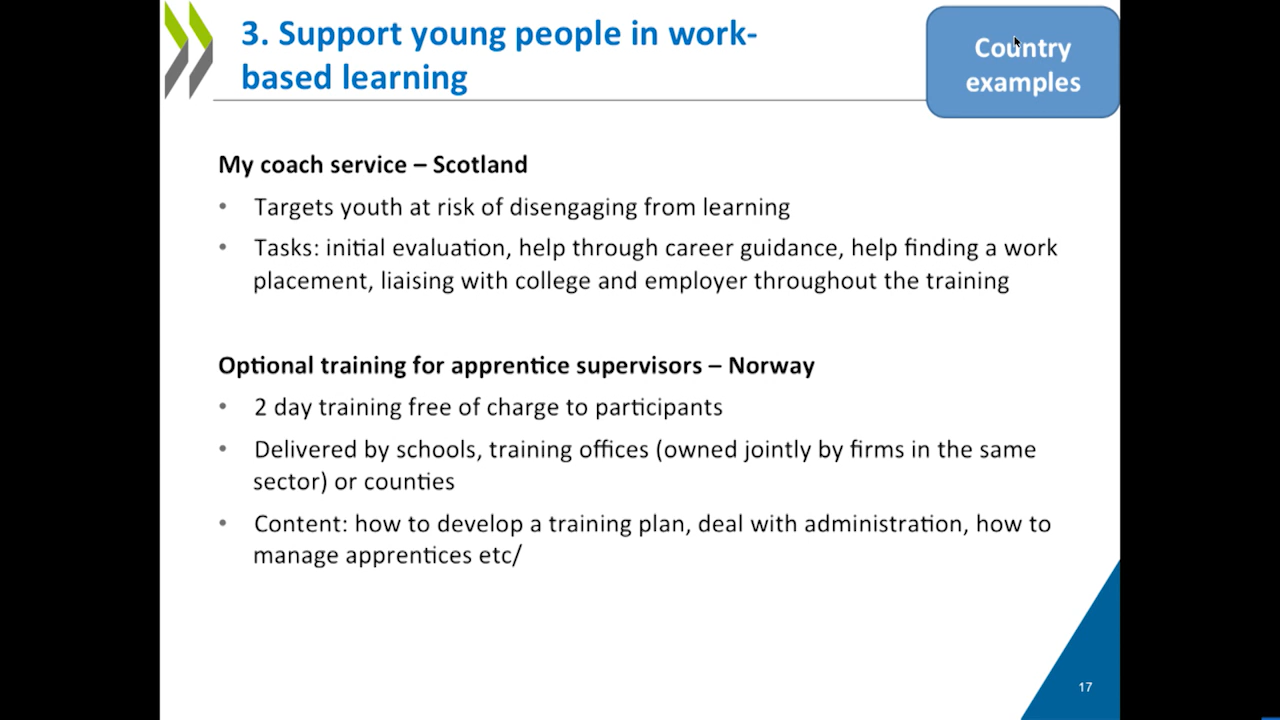 3. Support young people in work-
based learning
Country
examples
My coach service – Scotland
• Targets youth at risk of disengaging from learning
• Tasks: initial evaluation, help through career guidance, help finding a work
placement, liaising with college and employer throughout the training
Optional training for apprentice supervisors – Norway
• 2 day training free of charge to participants
• Delivered by schools, training offices (owned jointly by firms in the same
sector) or counties
• Content: how to develop a training plan, deal with administration, how to
manage apprentices etc/
17